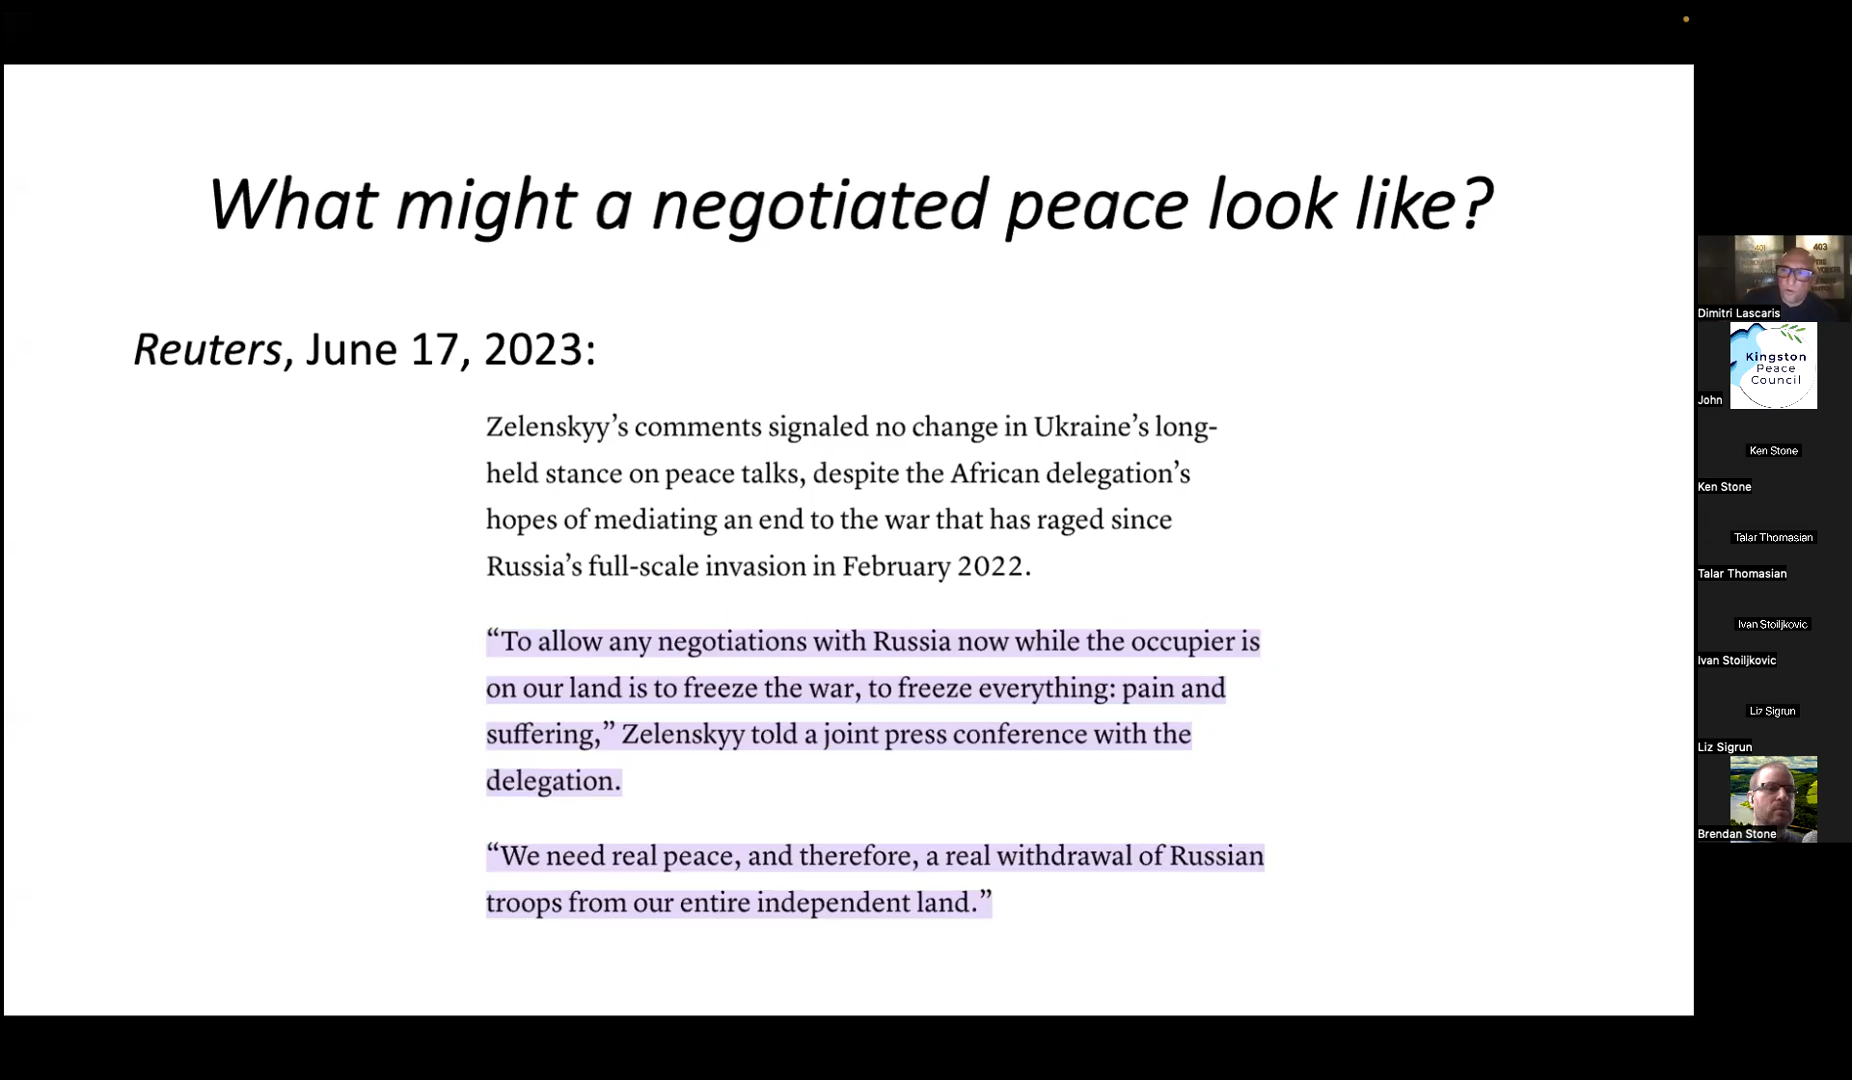 What might a negotiated peace look like?
Reuters, June 17, 2023:
Zelenskyy’s comments signaled no change in Ukraine’s long-
held stance on peace talks, despite the African delegation’s
hopes of mediating an end to the war that has raged since
Russia’s full-scale invasion in February 2022.
“To allow any negotiations with Russia now while the occupier is
on our land is to freeze the war, to freeze everything: pain and
suffering,” Zelenskyy told a joint press conference with the
delegation.
“We need real peace, and therefore, a real withdrawal of Russian
troops from our entire independent land.”
401
403
Dimitri Lascaris
Kingston
Peace
Council
John
Ken Stone
Ken Stone
Talar Thomasian
Talar Thomasian
Ivan Stoiljkovic
Ivan Stoiljkovic
Liz Sigrun
Liz Sigrun
Brendan Stone